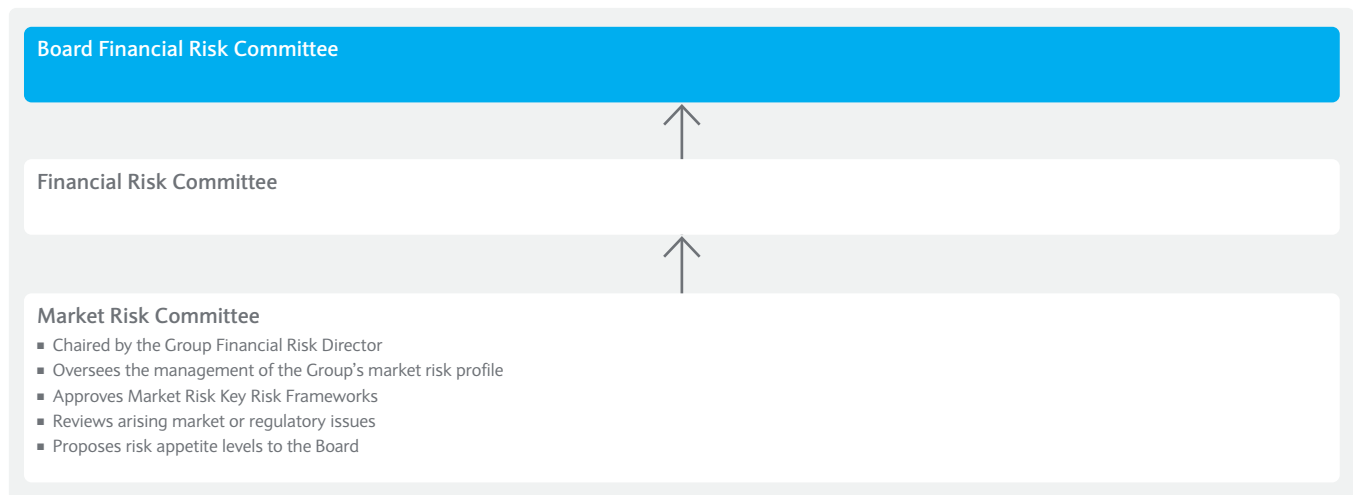 Board Financial Risk Committee
Financial Risk Committee
Market Risk Committee
▪ Chaired by the Group Financial Risk Director
▪ Oversees the management of the Group’s market risk profile
▪ Approves Market Risk Key Risk Frameworks
▪ Reviews arising market or regulatory issues
▪ Proposes risk appetite levels to the Board